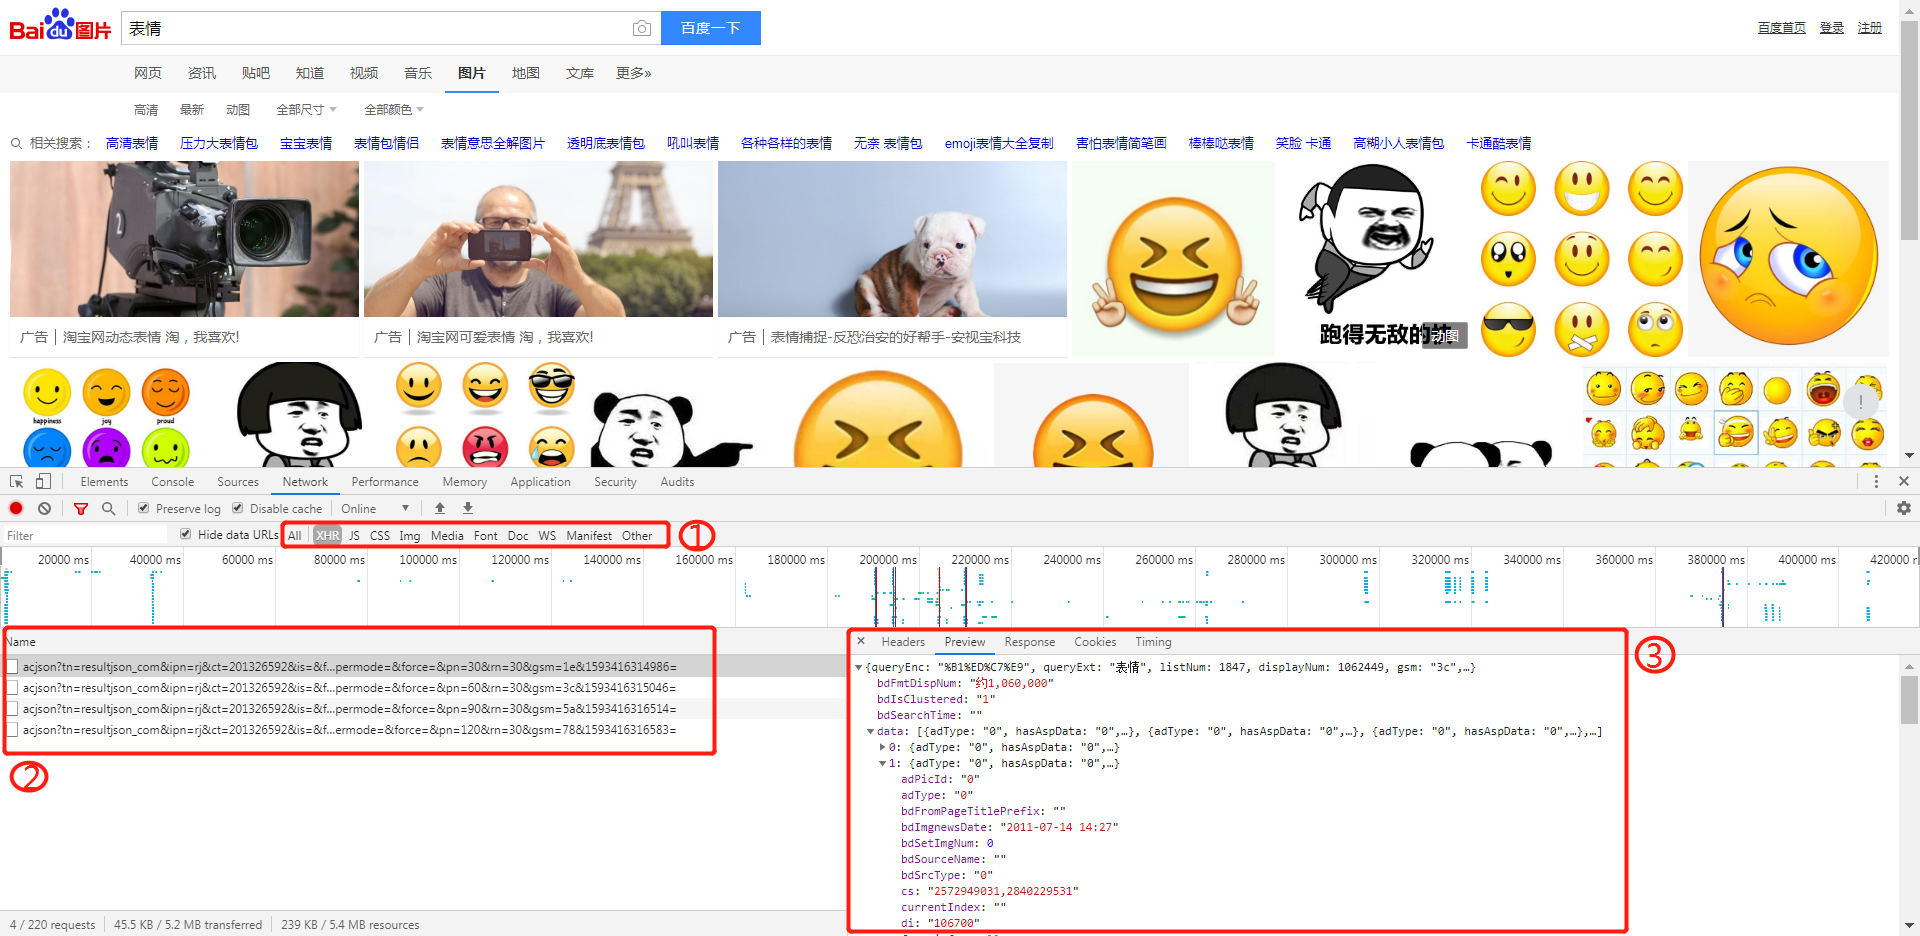 Bai du 图片 表情 百度一下 百度首页 登录 注册
网页 资讯 贴吧 知道 视频 音乐 图片 地图 文库 更多»
高清 最新 动图 全部尺寸 全部颜色
相关搜索： 高清表情 压力大表情包 宝宝表情 表情包情侣 表情意思全解图片 透明底表情包 吼叫表情 各种各样的表情 无奈 表情包 emoji表情大全复制 害怕表情简笔画 棒棒哒表情 笑脸 卡通 高糊小人表情包 卡通酷表情
2
跑得无敌的
动图
广告 | 淘宝网动态表情 淘，我喜欢!
广告 | 淘宝网可爱表情 淘，我喜欢!
广告 | 表情捕捉-反恐治安的好帮手-安视宝科技
happiness joy proud
!
Elements Console Sources Network Performance Memory Application Security Audits
Preserve log Disable cache Online
Filter Hide data URLs All XHR JS CSS Img Media Font Doc WS Manifest Other ①
20000 ms 40000 ms 60000 ms 80000 ms 100000 ms 120000 ms 140000 ms 160000 ms 180000 ms 200000 ms 220000 ms 240000 ms 260000 ms 280000 ms 300000 ms 320000 ms 340000 ms 360000 ms 380000 ms 400000 ms 420000 r
Name
acjson?tn=resultjson_com&ipn=rj&ct=201326592&is=&f...permode=&force=&pn=30&rn=30&gsm=1e&1593416314986=
acjson?tn=resultjson_com&ipn=rj&ct=201326592&is=&f...permode=&force=&pn=60&rn=30&gsm=3c&1593416315046=
acjson?tn=resultjson_com&ipn=rj&ct=201326592&is=&f...permode=&force=&pn=90&rn=30&gsm=5a&1593416316514=
acjson?tn=resultjson_com&ipn=rj&ct=201326592&is=&f...ermode=&force=&pn=120&rn=30&gsm=78&1593416316583=
②
× Headers Preview Response Cookies Timing
③
{queryEnc: "%B1%ED%C7%E9", queryExt: "表情", listNum: 1847, displayNum: 1062449, gsm: "3c",…}
bdFmtDispNum: "约1,060,000"
bdIsClustered: "1"
bdSearchTime: ""
data: [{adType: "0", hasAspData: "0",…}, {adType: "0", hasAspData: "0",…}, {adType: "0", hasAspData: "0",…},…]
0: {adType: "0", hasAspData: "0",…}
1: {adType: "0", hasAspData: "0",…}
adPicId: "0"
adType: "0"
bdFromPageTitlePrefix: ""
bdImgnewsDate: "2011-07-14 14:27"
bdSetImgNum: 0
bdSourceName: ""
bdSrcType: "0"
cs: "2572949031,2840229531"
currentIndex: ""
di: "106700"
4 / 220 requests | 45.5 KB / 5.2 MB transferred | 239 KB / 5.4 MB resources